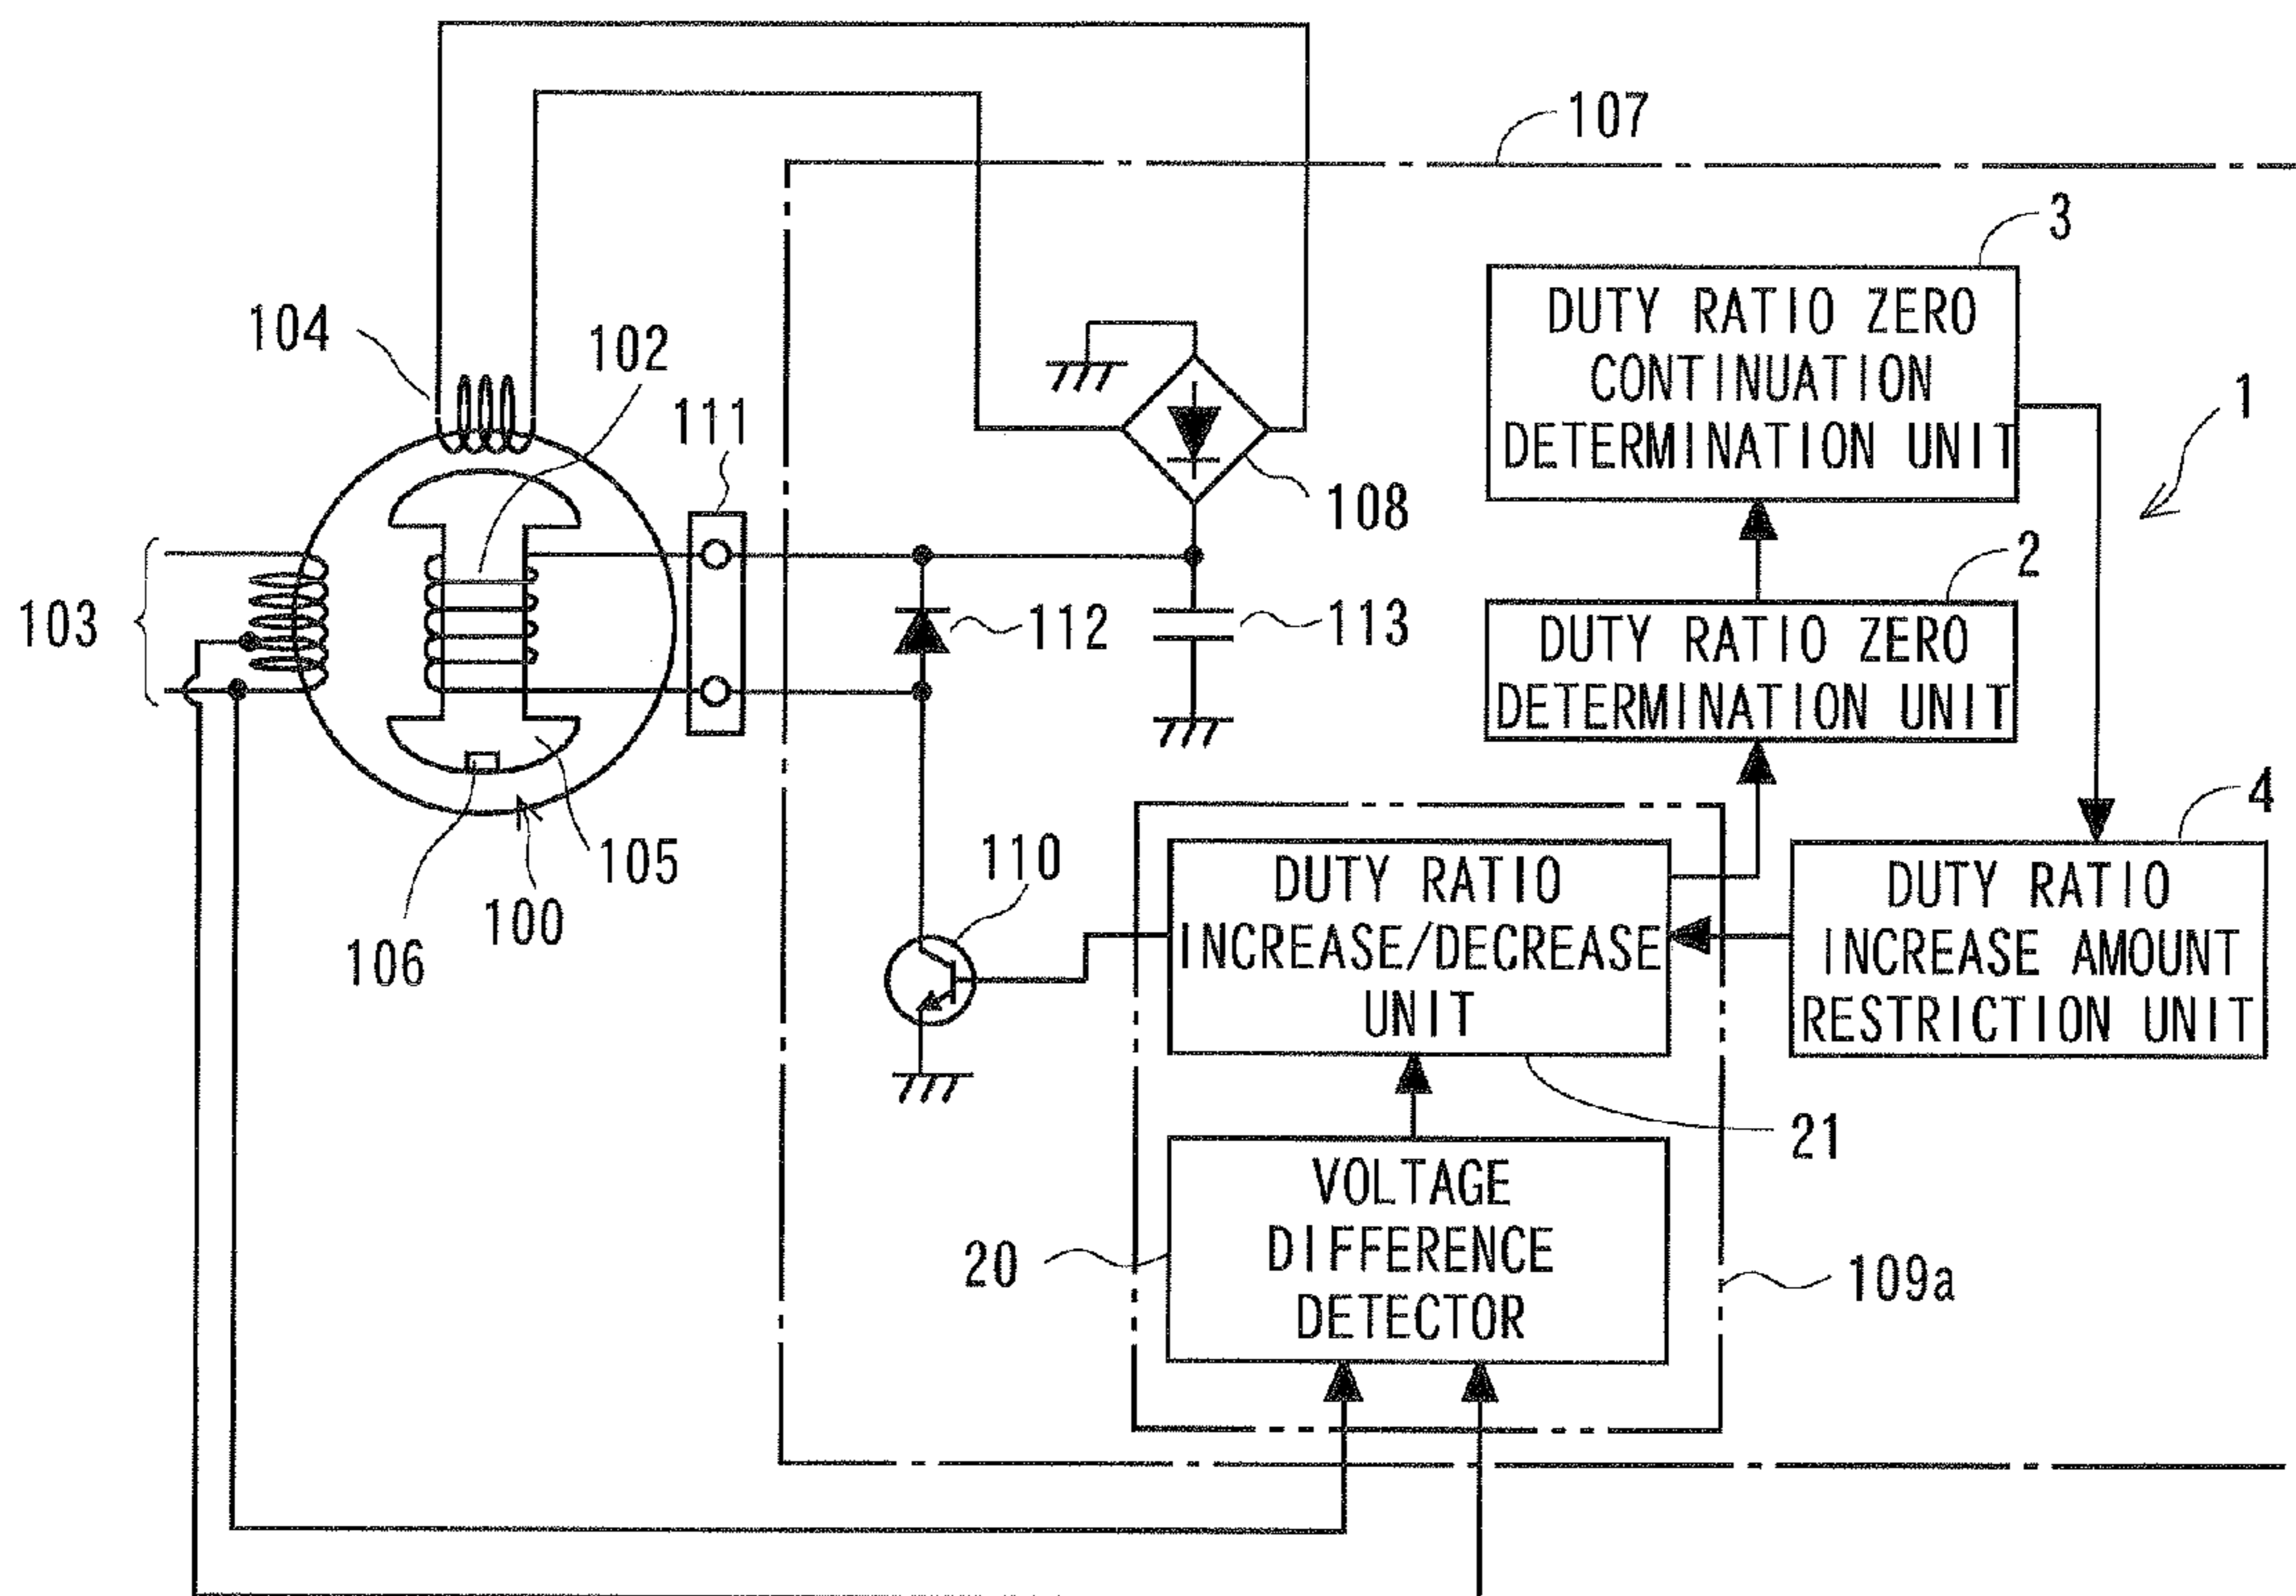 107
3
DUTY RATIO ZERO
CONTINUATION
DETERMINATION UNIT
1
104
102
111
108
2
103
112
113
DUTY RATIO ZERO
DETERMINATION UNIT
4
105
110
DUTY RATIO
INCREASE/DECREASE
UNIT
DUTY RATIO
INCREASE AMOUNT
RESTRICTION UNIT
100
106
21
VOLTAGE
DIFFERENCE
DETECTOR
20
109a